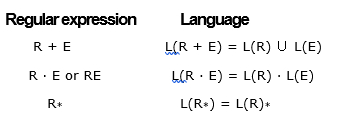 Regular expression Language
R + E L(R + E) = L(R) U L(E)
R · E or RE L(R · E) = L(R) · L(E)
R* L(R*) = L(R)*